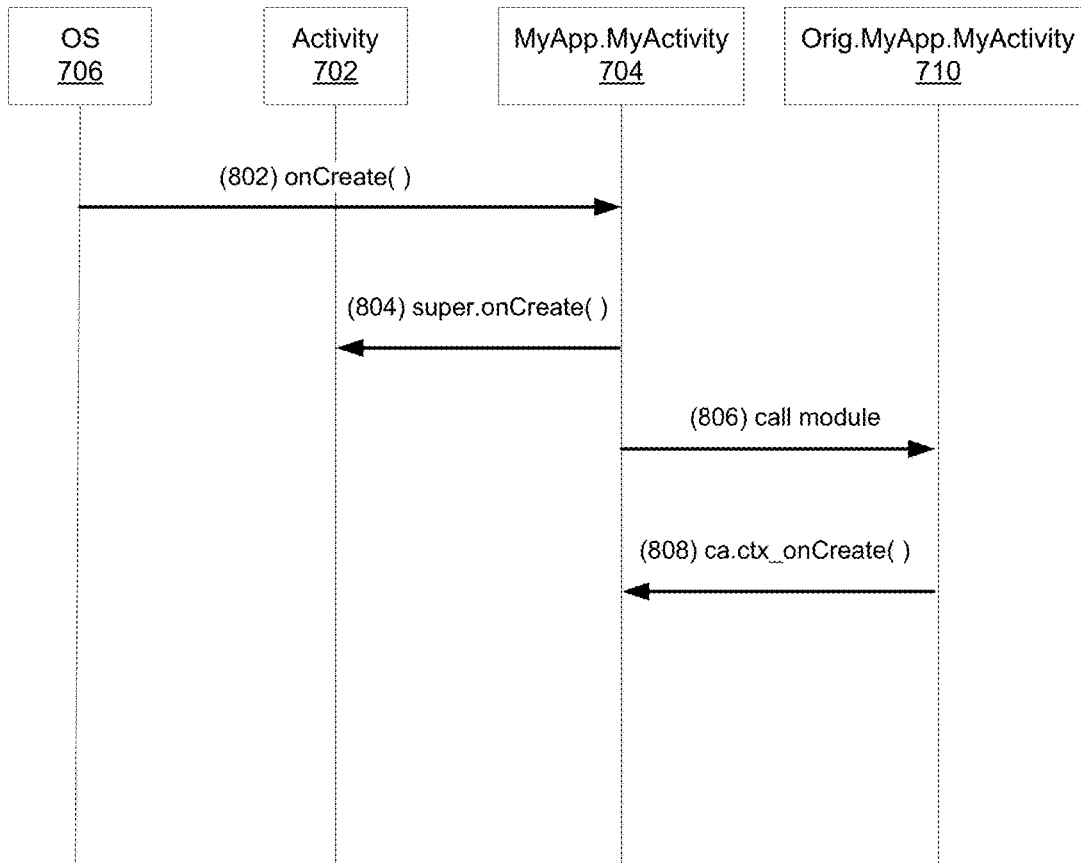 OS
706
Activity
702
MyApp.MyActivity
704
Orig.MyApp.MyActivity
710
(802) onCreate( )
(804) super.onCreate( )
(806) call module
(808) ca.ctx_onCreate( )